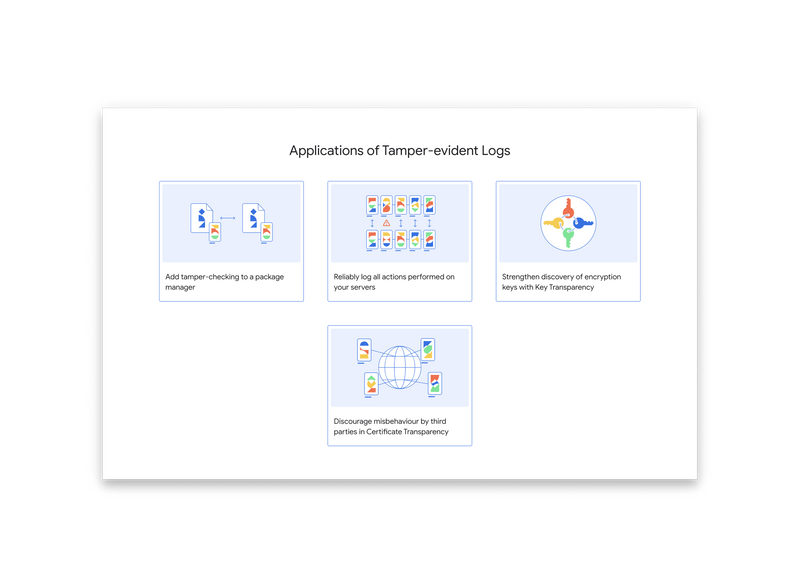 Applications of Tamper-evident Logs
Add tamper-checking to a package
manager
Reliably log all actions performed on
your servers
Strengthen discovery of encryption
keys with Key Transparency
Discourage misbehaviour by third
parties in Certificate Transparency